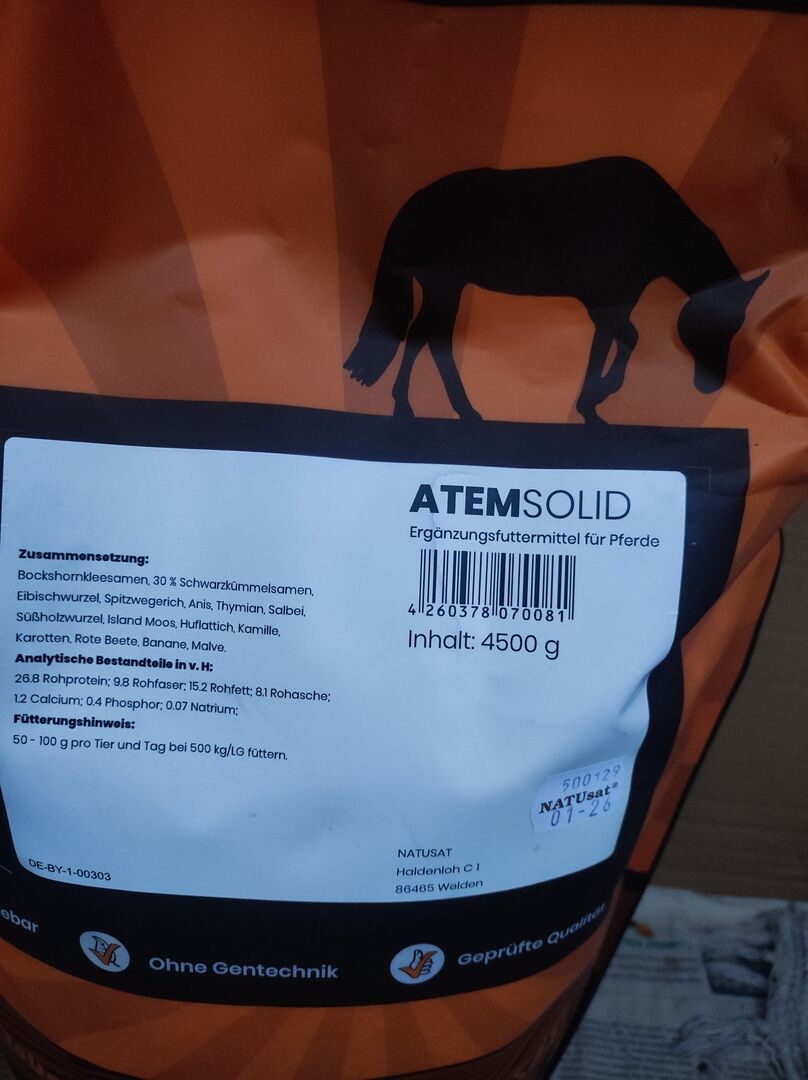 ATEMSOLID
Ergänzungsfuttermittel für Pferde
4 260378 070081
Inhalt: 4500 g
Zusammensetzung:
Bockshornkleesamen, 30 % Schwarzkümmelsamen,
Eibischwurzel, Spitzwegerich, Anis, Thymian, Salbei,
Süßholzwurzel, Island Moos, Huflattich, Kamille,
Karotten, Rote Beete, Banane, Malve.
Analytische Bestandteile in v. H:
26.8 Rohprotein; 9.8 Rohfaser; 15.2 Rohfett; 8.1 Rohasche;
1.2 Calcium; 0.4 Phosphor; 0.07 Natrium;
Fütterungshinweis:
50 - 100 g pro Tier und Tag bei 500 kg/LG füttern.
500129
NATUsat®
01-26
DE-BY-1-00303
NATUSAT
Haldenloh C 1
86465 Welden
Ohne Gentechnik
Geprüfte Qualität